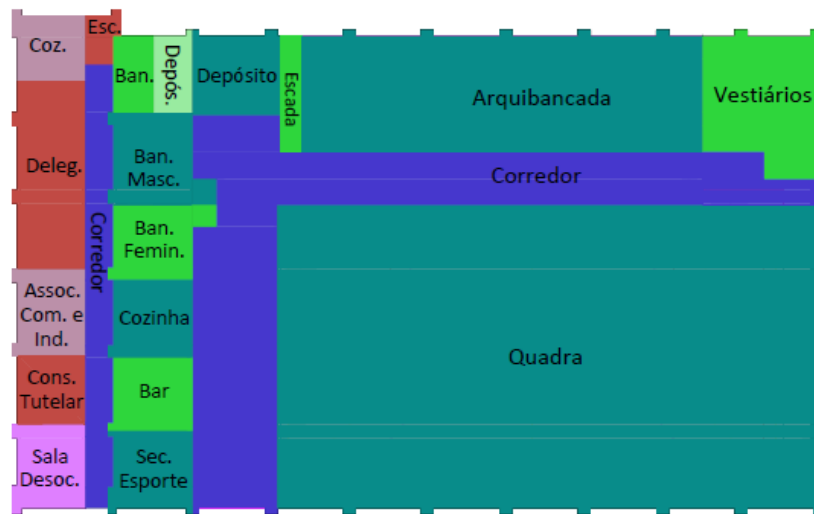 Esc.
Coz.
Ban.
Depós.
Depósito
Escada
Arquibancada
Vestiários
Deleg.
Ban.
Masc.
Corredor
Corredor
Ban.
Femin.
Assoc.
Com. e
Ind.
Cozinha
Quadra
Cons.
Tutelar
Bar
Sala
Desoc.
Sec.
Esporte